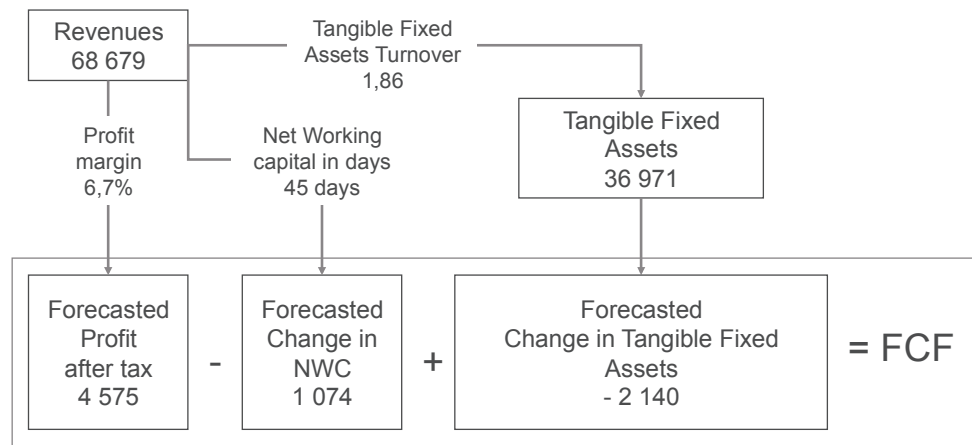 Revenues
68 679
Tangible Fixed
Assets Turnover
1,86
Profit
margin
6,7%
Net Working
capital in days
45 days
Tangible Fixed
Assets
36 971
Forecasted
Profit
after tax
4 575
-
Forecasted
Change in
NWC
1 074
+
Forecasted
Change in Tangible Fixed
Assets
- 2 140
= FCF